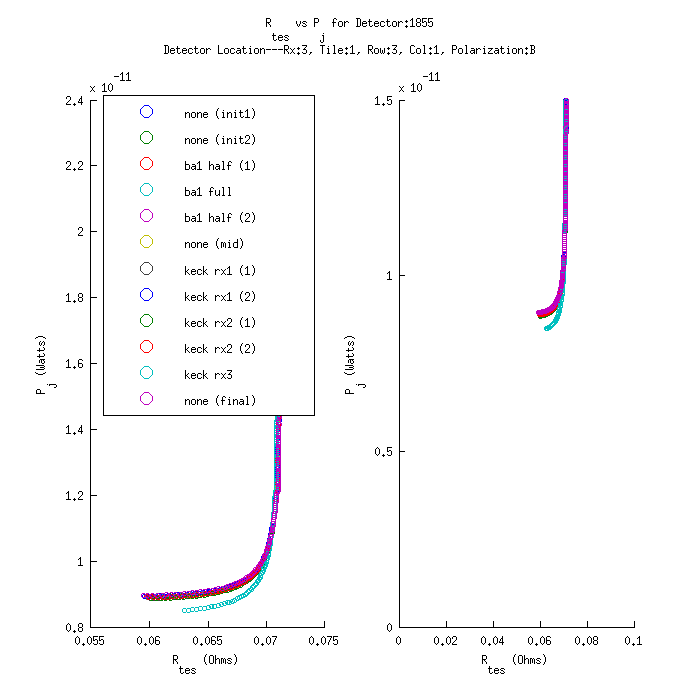 R    vs P  for Detector:1855
tes    j
Detector Location---Rx:3, Tile:1, Row:3, Col:1, Polarization:B
x 10-11
2.4
2.2
2
1.8
1.6
1.4
1.2
1
0.8
P j (Watts)
0.055 0.06 0.065 0.07 0.075
R tes (Ohms)
none (init1)
none (init2)
ba1 half (1)
ba1 full
ba1 half (2)
none (mid)
keck rx1 (1)
keck rx1 (2)
keck rx2 (1)
keck rx2 (2)
keck rx3
none (final)
x 10-11
1.5
1
0.5
0
P j (Watts)
0 0.02 0.04 0.06 0.08 0.1
R tes (Ohms)